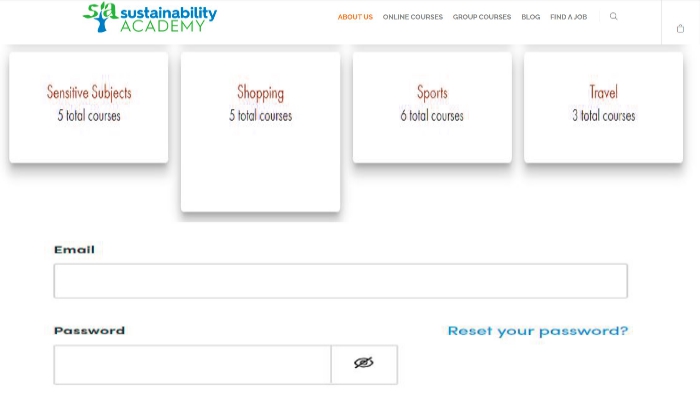 sa sustainability
ACADEMY
ABOUT US ONLINE COURSES GROUP COURSES BLOG FIND A JOB
Sensitive Subjects
5 total courses
Shopping
5 total courses
Sports
6 total courses
Travel
3 total courses
Email
Password
Reset your password?